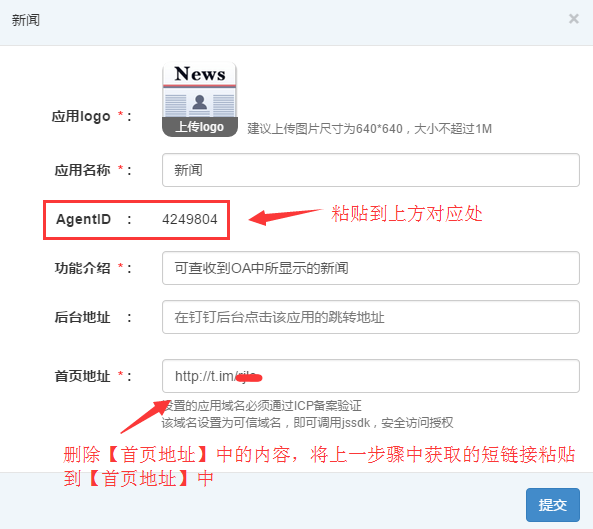 新闻
×
News
上传logo
应用logo * : 建议上传图片尺寸为640*640，大小不超过1M
应用名称 * : 新闻
AgentID : 4249804
粘贴到上方对应处
功能介绍 * : 可查收到OA中所显示的新闻
后台地址 : 在钉钉后台点击该应用的跳转地址
首页地址 * : http://t.im/
设置的应用域名必须通过ICP备案验证
该域名设置为可信域名，即可调用jssdk，安全访问授权
删除【首页地址】中的内容，将上一步骤中获取的短链接粘贴
到【首页地址】中
提交